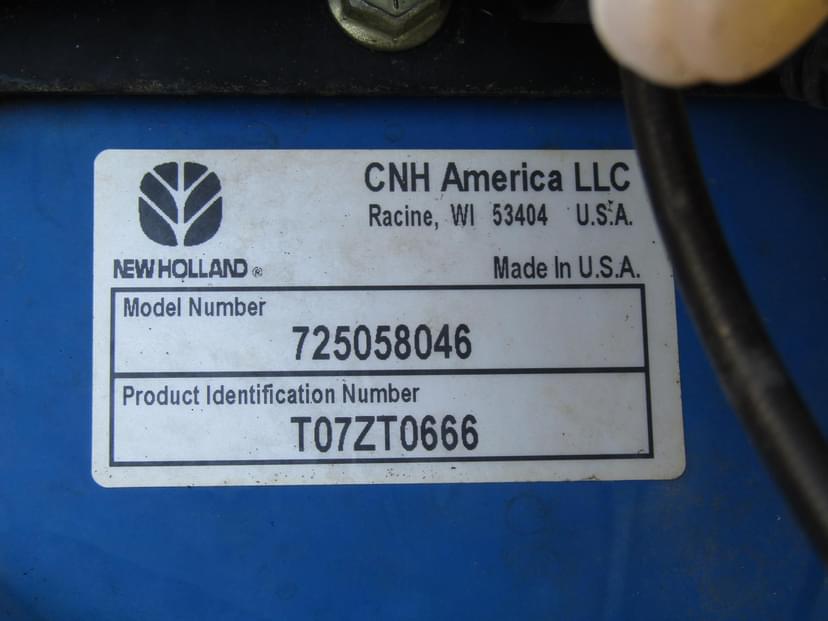 CNH America LLC
Racine, WI 53404 U.S.A.
NEW HOLLAND ®
Made In U.S.A.
Model Number
725058046
Product Identification Number
T07ZT0666